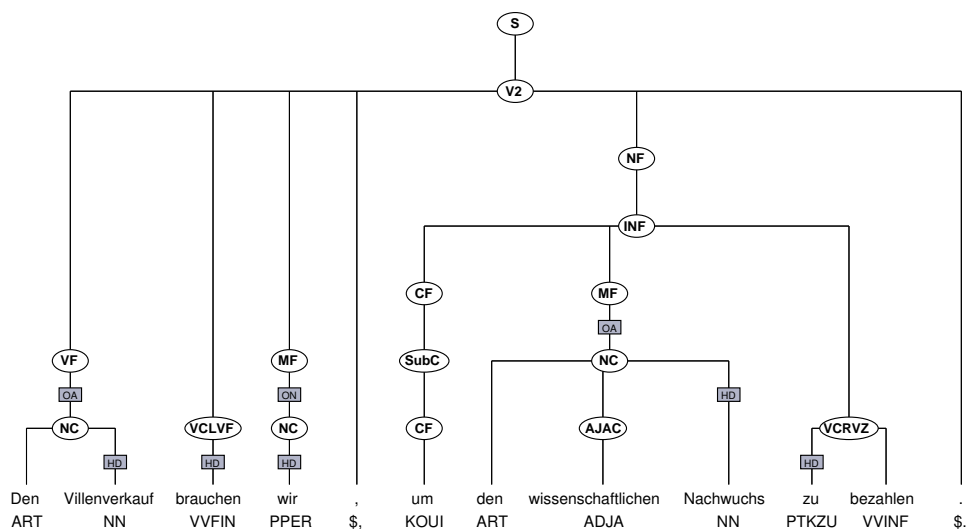 S
V2
NF
INF
CF MF
OA
VF MF SubC NC
OA ON HD
NC VCLVF NC CF AJAC VCRVZ
HD HD HD HD
Den Villenverkauf brauchen wir , um den wissenschaftlichen Nachwuchs zu bezahlen .
ART NN VVFIN PPER $, KOUI ART ADJA NN PTKZU VVINF $.